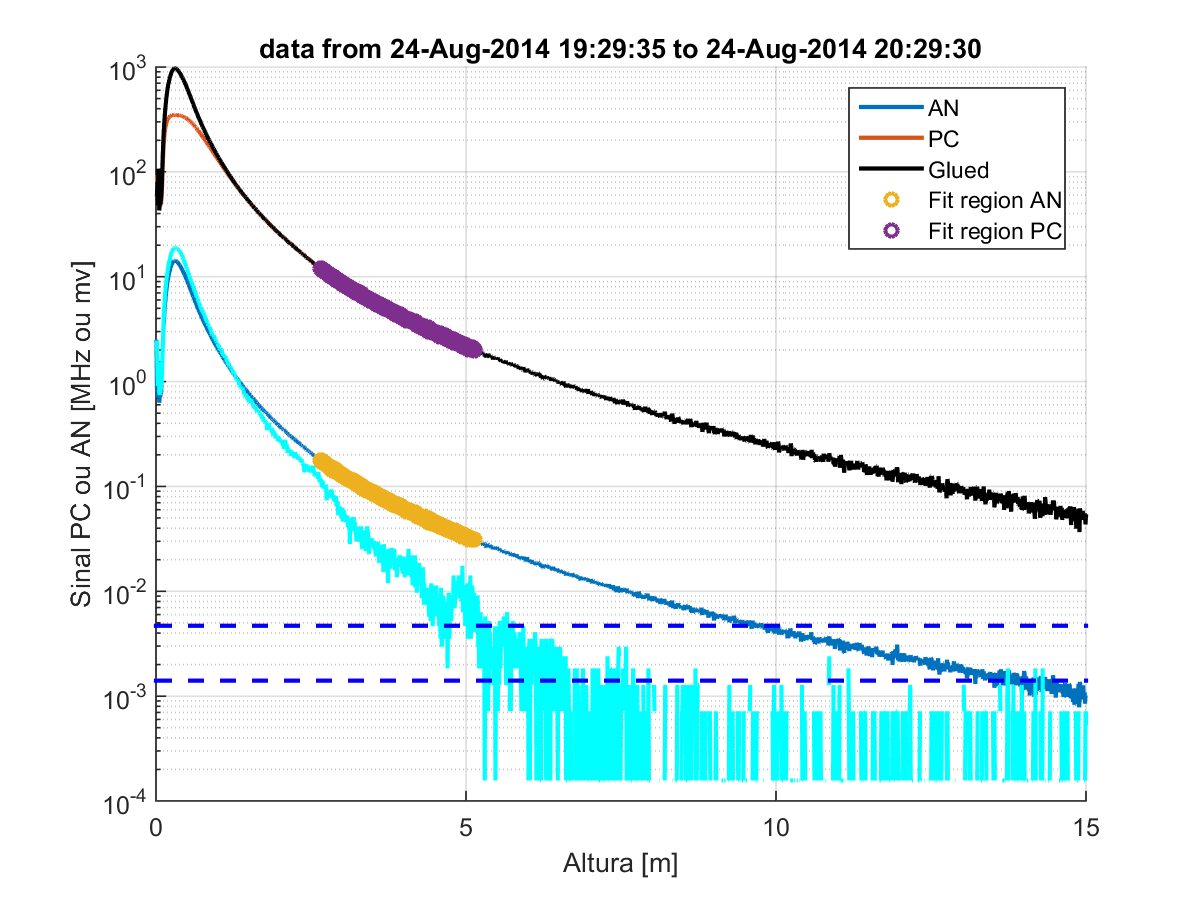 data from 24-Aug-2014 19:29:35 to 24-Aug-2014 20:29:30
AN
PC
Glued
Fit region AN
Fit region PC
Sinal PC ou AN [MHz ou mv]
10^3
10^2
10^1
10^0
10^-1
10^-2
10^-3
10^-4
0
5
10
15
Altura [m]